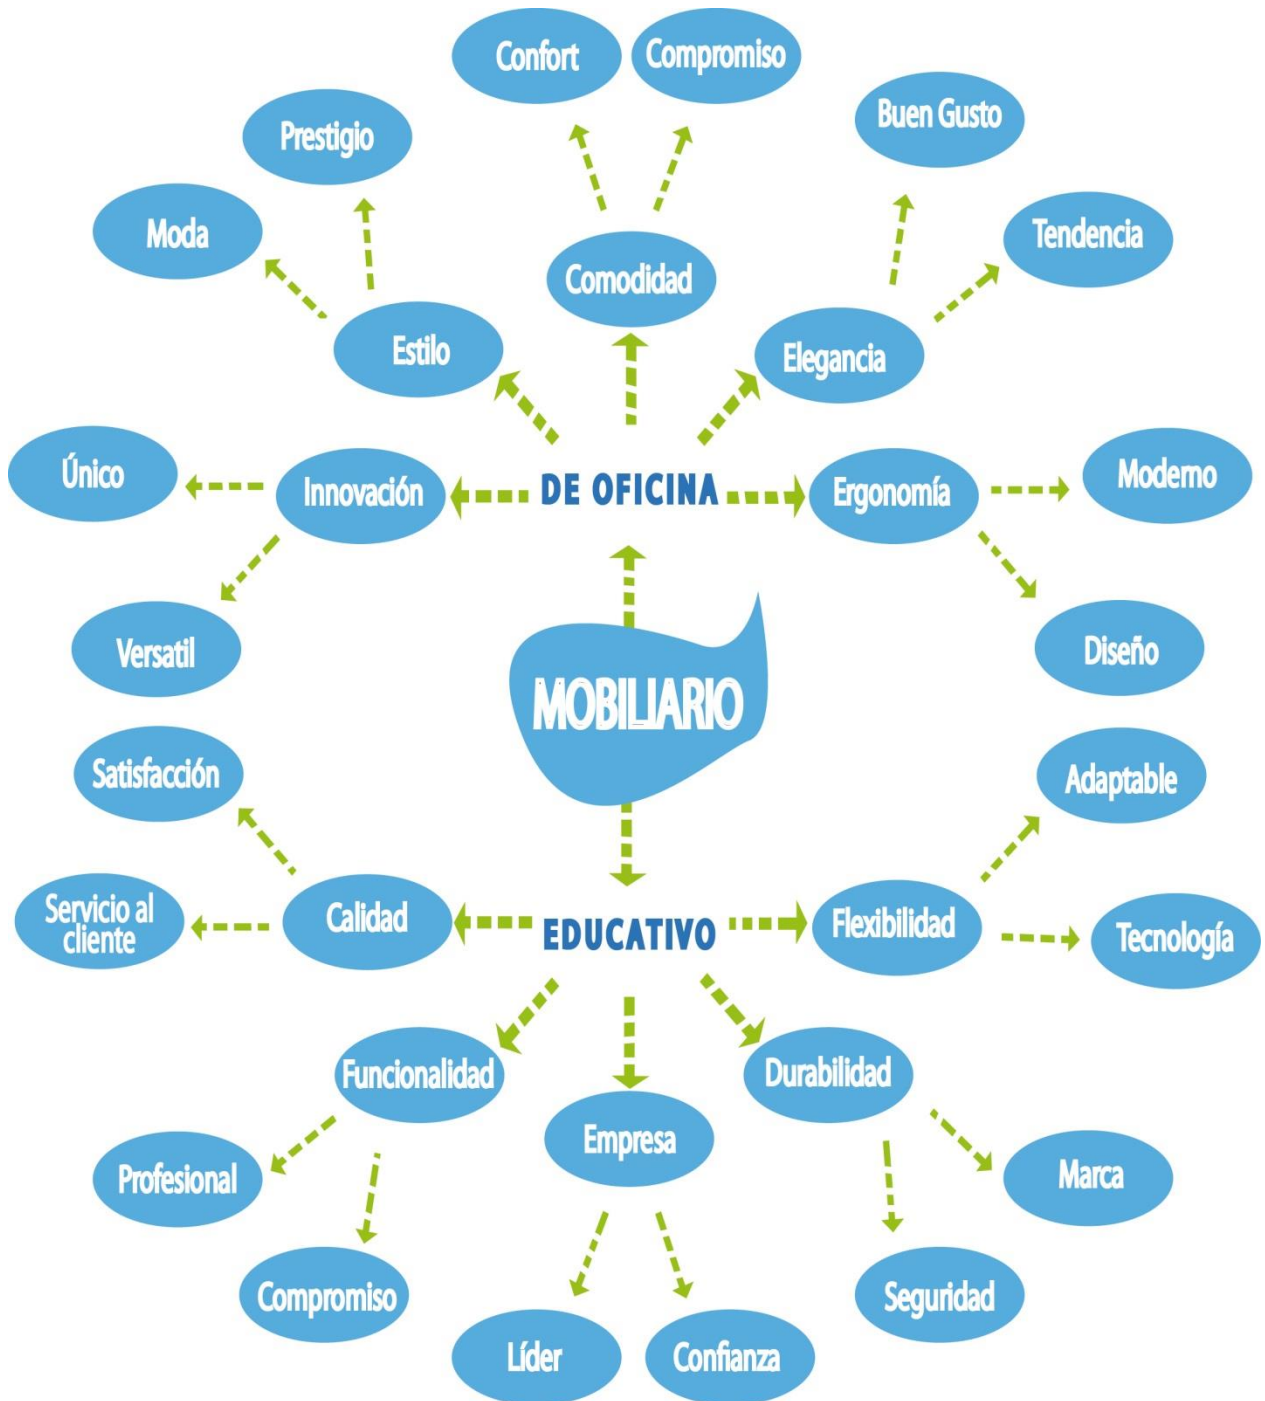 Confort
Compromiso
Buen Gusto
Prestigio
Moda
Tendencia
Comodidad
Estilo
Elegancia
Único
Innovación
DE OFICINA
Ergonomía
Moderno
Versatil
Diseño
MOBILIARIO
Satisfacción
Adaptable
Servicio al
cliente
Calidad
EDUCATIVO
Flexibilidad
Tecnología
Funcionalidad
Durabilidad
Empresa
Profesional
Marca
Compromiso
Seguridad
Líder
Confianza